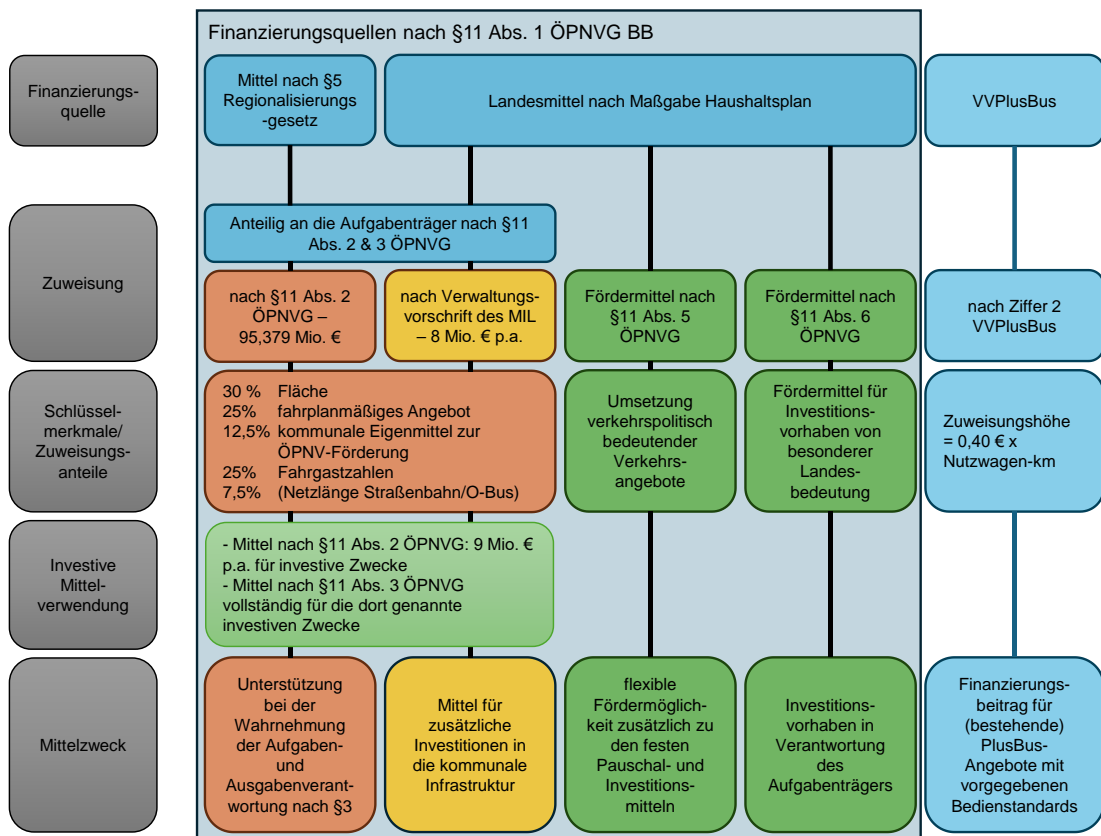 Finanzierungsquellen nach §11 Abs. 1 ÖPNVG BB
Finanzierungs-
quelle
Mittel nach §5
Regionalisierungs
-gesetz
Landesmittel nach Maßgabe Haushaltsplan
VVPlusBus
Zuweisung
Anteilig an die Aufgabenträger nach §11
Abs. 2 & 3 ÖPNVG
nach §11 Abs. 2
ÖPNVG –
95,379 Mio. €
nach Verwaltungs-
vorschrift des MIL
– 8 Mio. € p.a.
Fördermittel nach
§11 Abs. 5
ÖPNVG
Fördermittel nach
§11 Abs. 6
ÖPNVG
nach Ziffer 2
VVPlusBus
Schlüssel-
merkmale/
Zuweisungs-
anteile
30 % Fläche
25% fahrplanmäßiges Angebot
12,5% kommunale Eigenmittel zur
ÖPNV-Förderung
25% Fahrgastzahlen
7,5% (Netzlänge Straßenbahn/O-Bus)
Umsetzung
verkehrspolitisch
bedeutender
Verkehrs-
angebote
Fördermittel für
Investitions-
vorhaben von
besonderer
Landes-
bedeutung
Zuweisungshöhe
= 0,40 € x
Nutzwagen-km
Investive
Mittel-
verwendung
- Mittel nach §11 Abs. 2 ÖPNVG: 9 Mio. €
p.a. für investive Zwecke
- Mittel nach §11 Abs. 3 ÖPNVG
vollständig für die dort genannte
investiven Zwecke
Mittelzweck
Unterstützung
bei der
Wahrnehmung
der Aufgaben-
und
Ausgabenverant-
wortung nach §3
Mittel für
zusätzliche
Investitionen in
die kommunale
Infrastruktur
flexible
Fördermöglich-
keit zusätzlich zu
den festen
Pauschal- und
Investitions-
mitteln
Investitions-
vorhaben in
Verantwortung
des
Aufgabenträgers
Finanzierungs-
beitrag für
(bestehende)
PlusBus-
Angebote mit
vorgegebenen
Bedienstandards